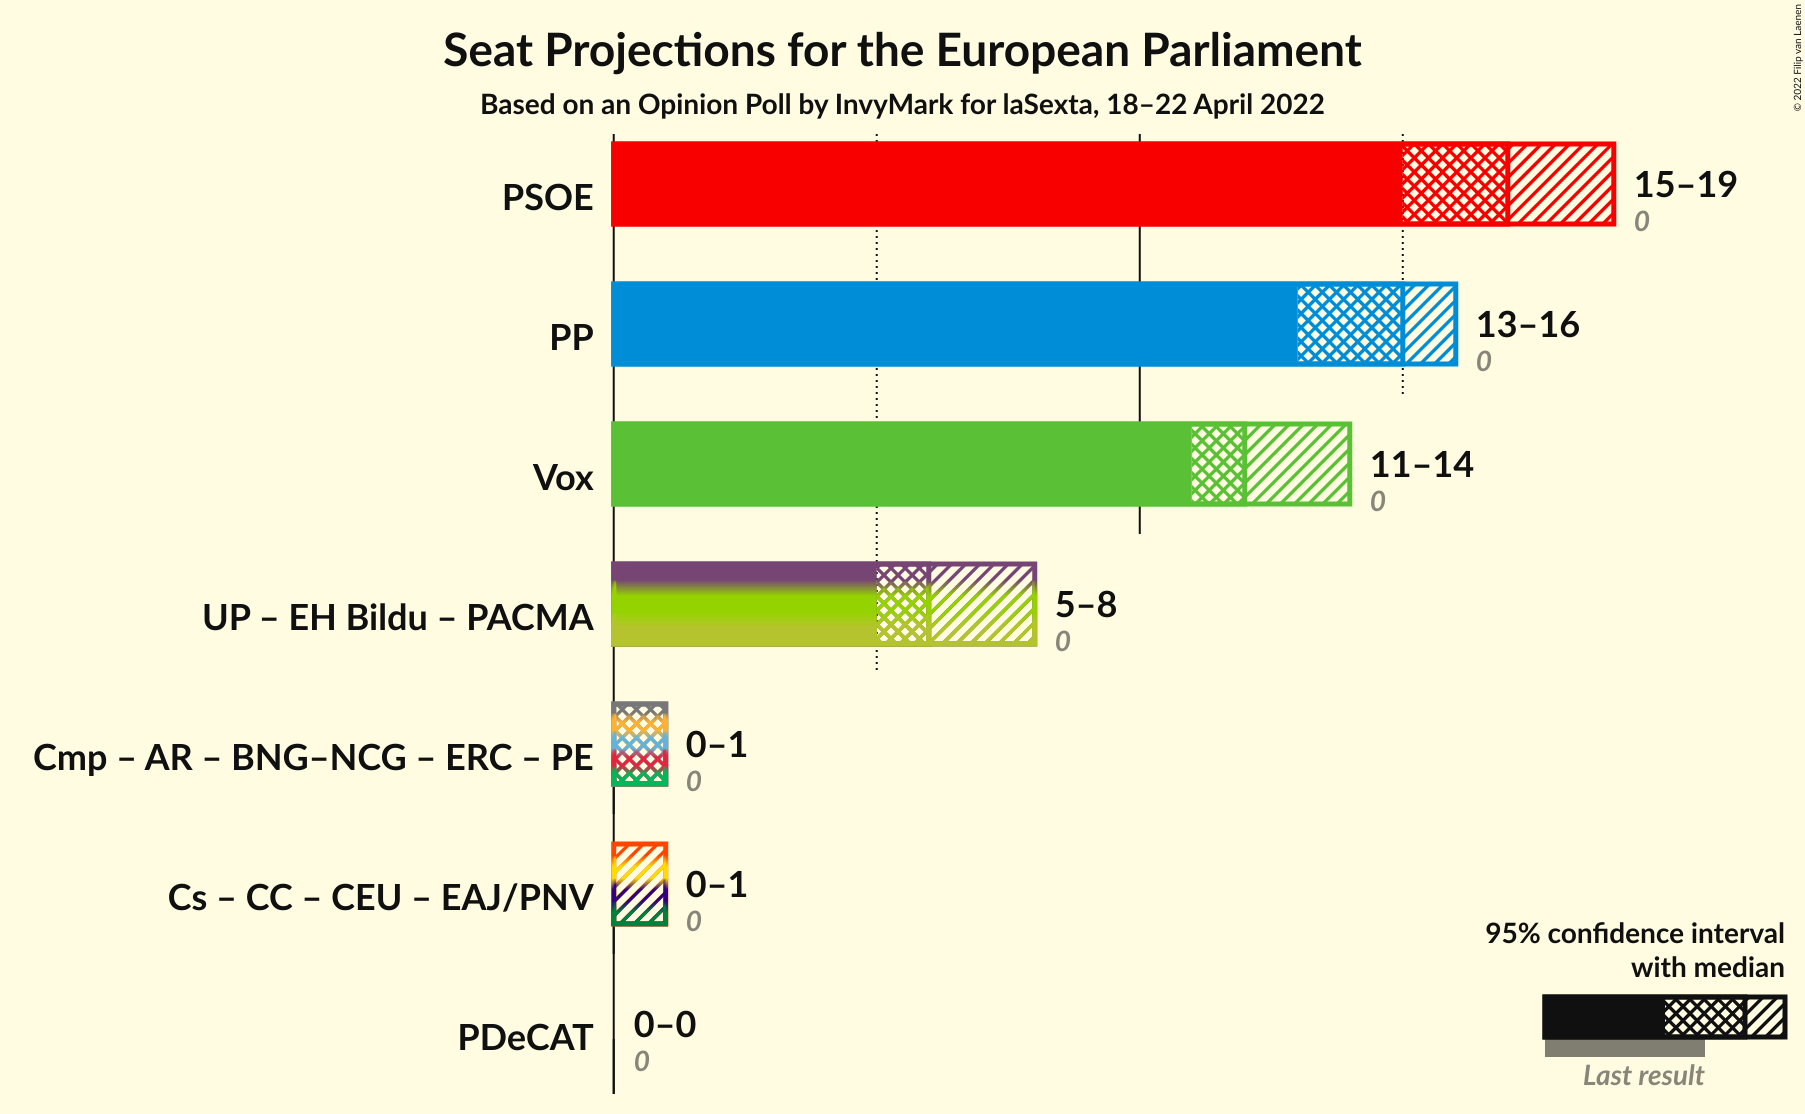 Seat Projections for the European Parliament
Based on an Opinion Poll by InvyMark for laSexta, 18–22 April 2022
© 2022 Filip van Laenen
PSOE
15–19
0
PP
13–16
0
Vox
11–14
0
UP – EH Bildu – PACMA
5–8
0
Cmp – AR – BNG–NCG – ERC – PE
0–1
0
Cs – CC – CEU – EAJ/PNV
0–1
0
PDeCAT
0–0
0
95% confidence interval
with median
Last result